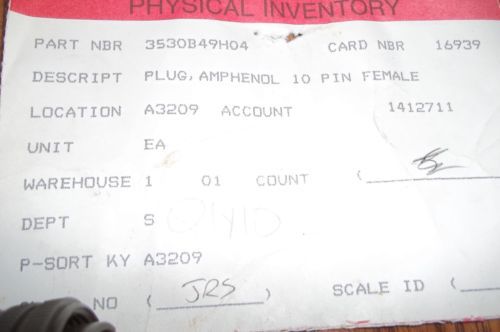 PHYSICAL INVENTORY
PART NBR 3530B49H04 CARD NBR 16939
DESCRIPT PLUG, AMPHENOL 10 PIN FEMALE
LOCATION A3209 ACCOUNT 1412711
UNIT EA
WAREHOUSE 1 01 COUNT (
DEPT S
P-SORT KY A3209
NO ( JRS ) SCALE ID (